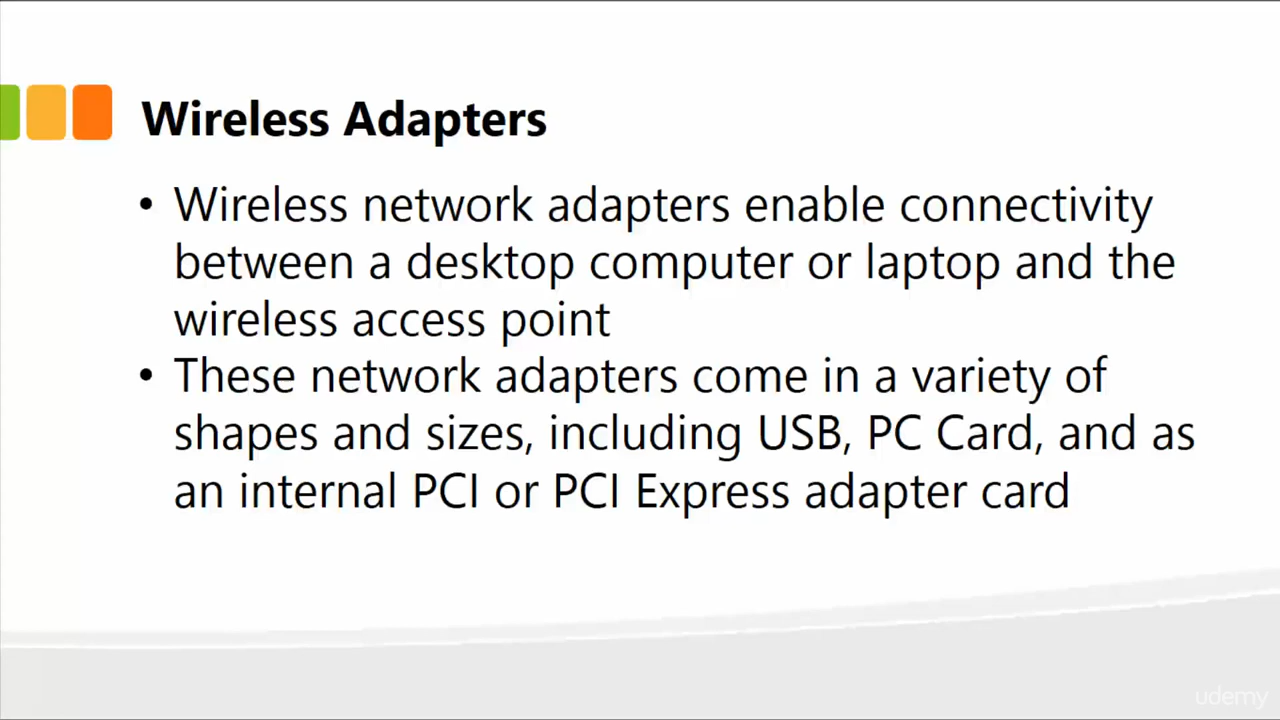 Wireless Adapters
• Wireless network adapters enable connectivity
between a desktop computer or laptop and the
wireless access point
• These network adapters come in a variety of
shapes and sizes, including USB, PC Card, and as
an internal PCI or PCI Express adapter card
udemy